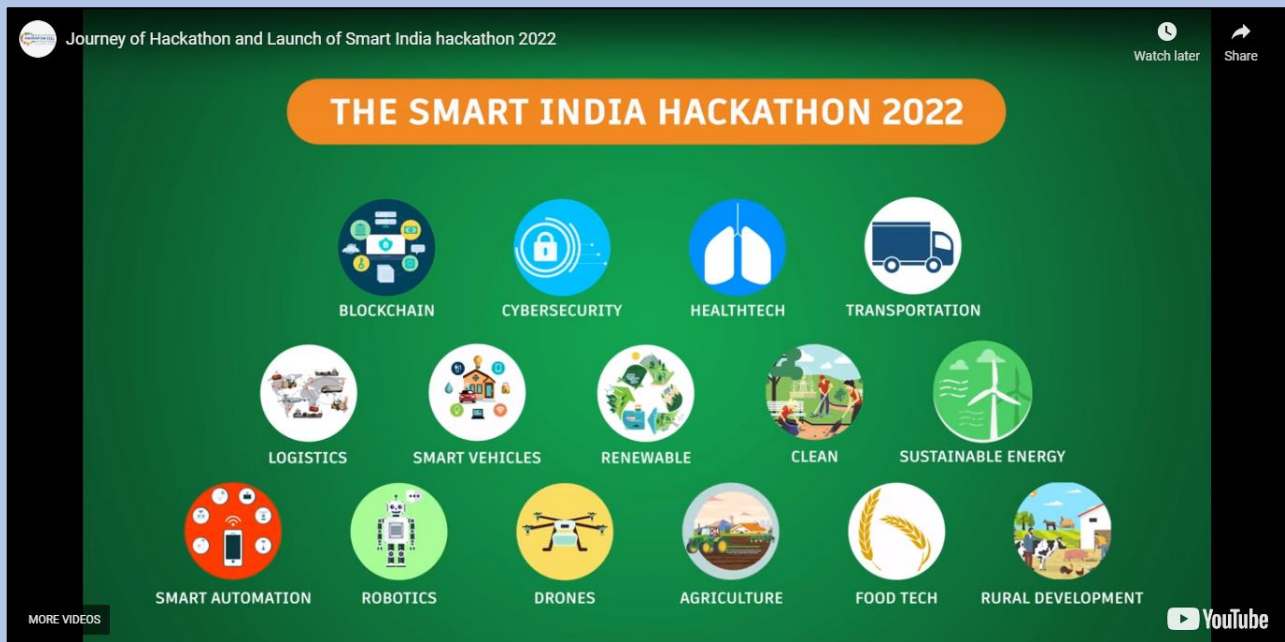 Journey of Hackathon and Launch of Smart India hackathon 2022
Watch later
Share
THE SMART INDIA HACKATHON 2022
BLOCKCHAIN
CYBERSECURITY
HEALTHTECH
TRANSPORTATION
LOGISTICS
SMART VEHICLES
RENEWABLE
CLEAN
SUSTAINABLE ENERGY
SMART AUTOMATION
ROBOTICS
DRONES
AGRICULTURE
FOOD TECH
RURAL DEVELOPMENT
MORE VIDEOS
YouTube